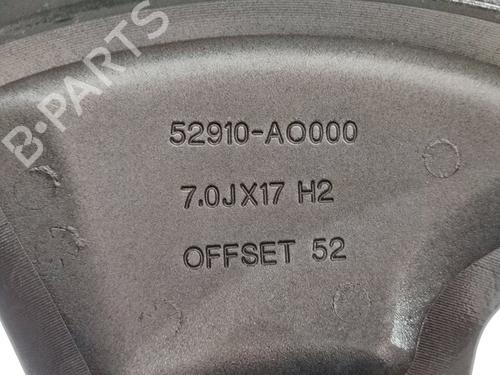 B-PARTS
52910-AO000
7.0JX17 H2
OFFSET 52